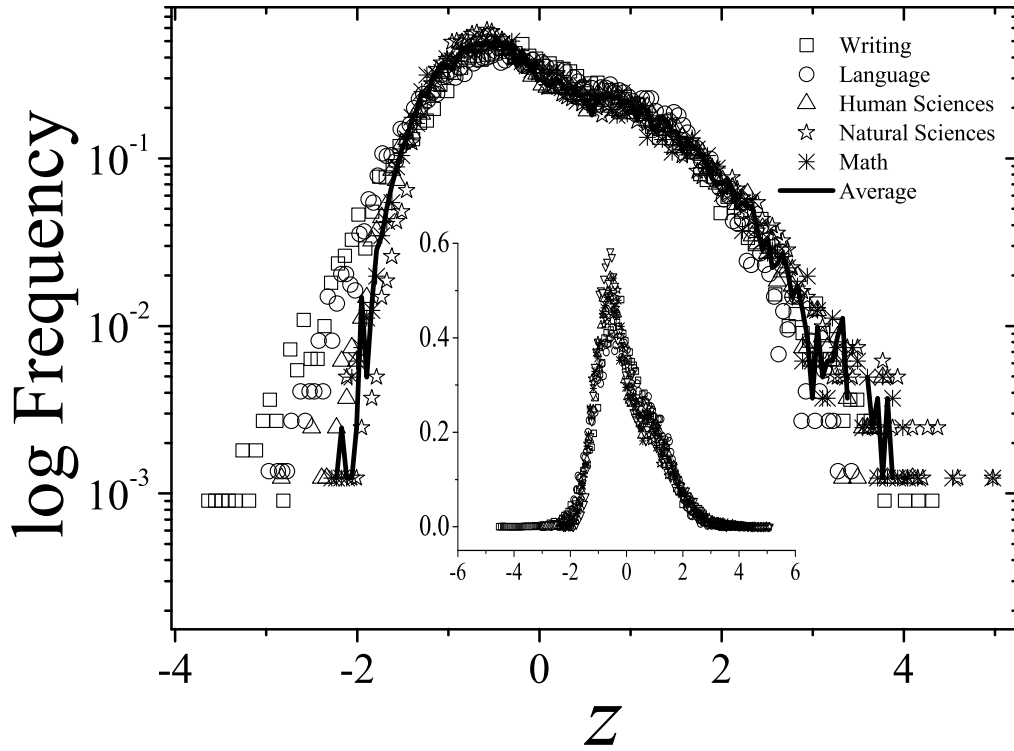 log Frequency
10⁻¹
10⁻²
10⁻³
Writing
Language
Human Sciences
Natural Sciences
Math
Average
0.6
0.4
0.2
0.0
-6 -4 -2 0 2 4 6
-4 -2 0 2 4
z